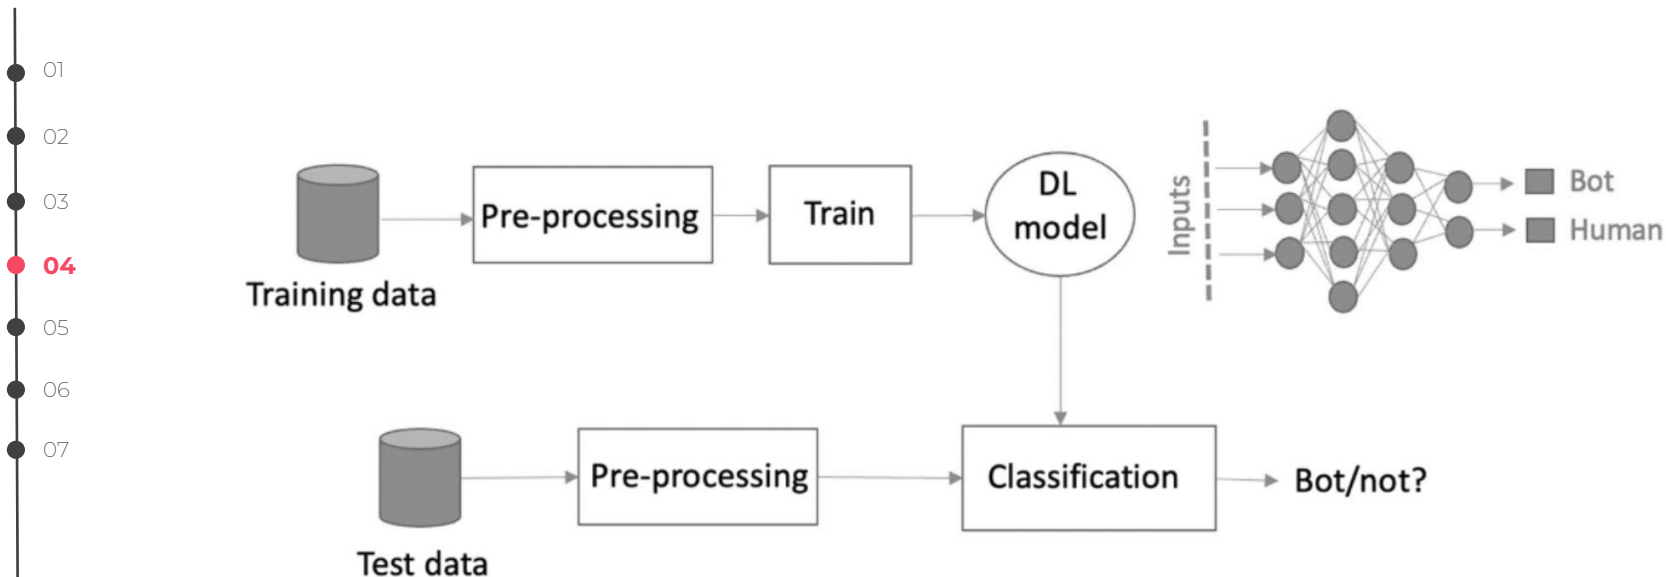 01
02
03
04
05
06
07
Training data
Pre-processing
Train
DL
model
Inputs
Bot
Human
Test data
Pre-processing
Classification
Bot/not?